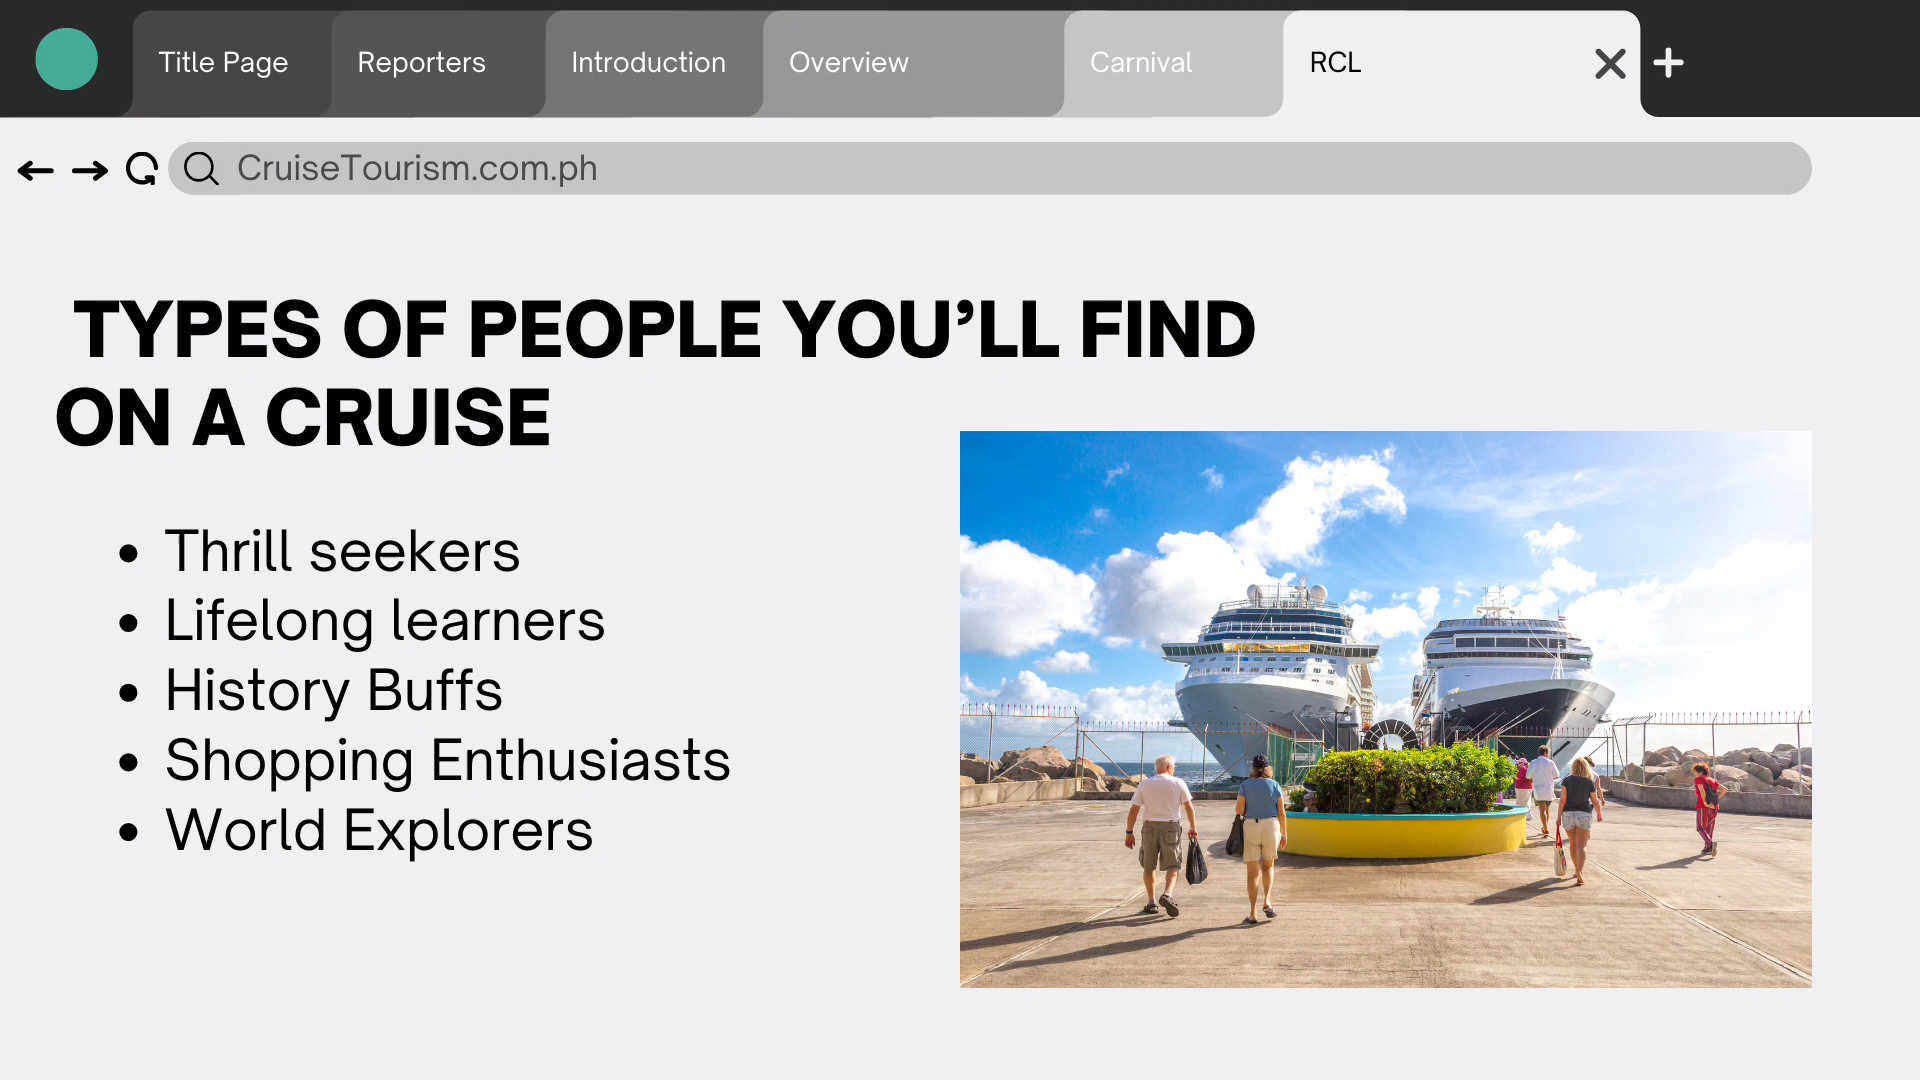 Title Page
Reporters
Introduction
Overview
Carnival
RCL
CruiseTourism.com.ph
TYPES OF PEOPLE YOU’LL FIND
ON A CRUISE
• Thrill seekers
• Lifelong learners
• History Buffs
• Shopping Enthusiasts
• World Explorers